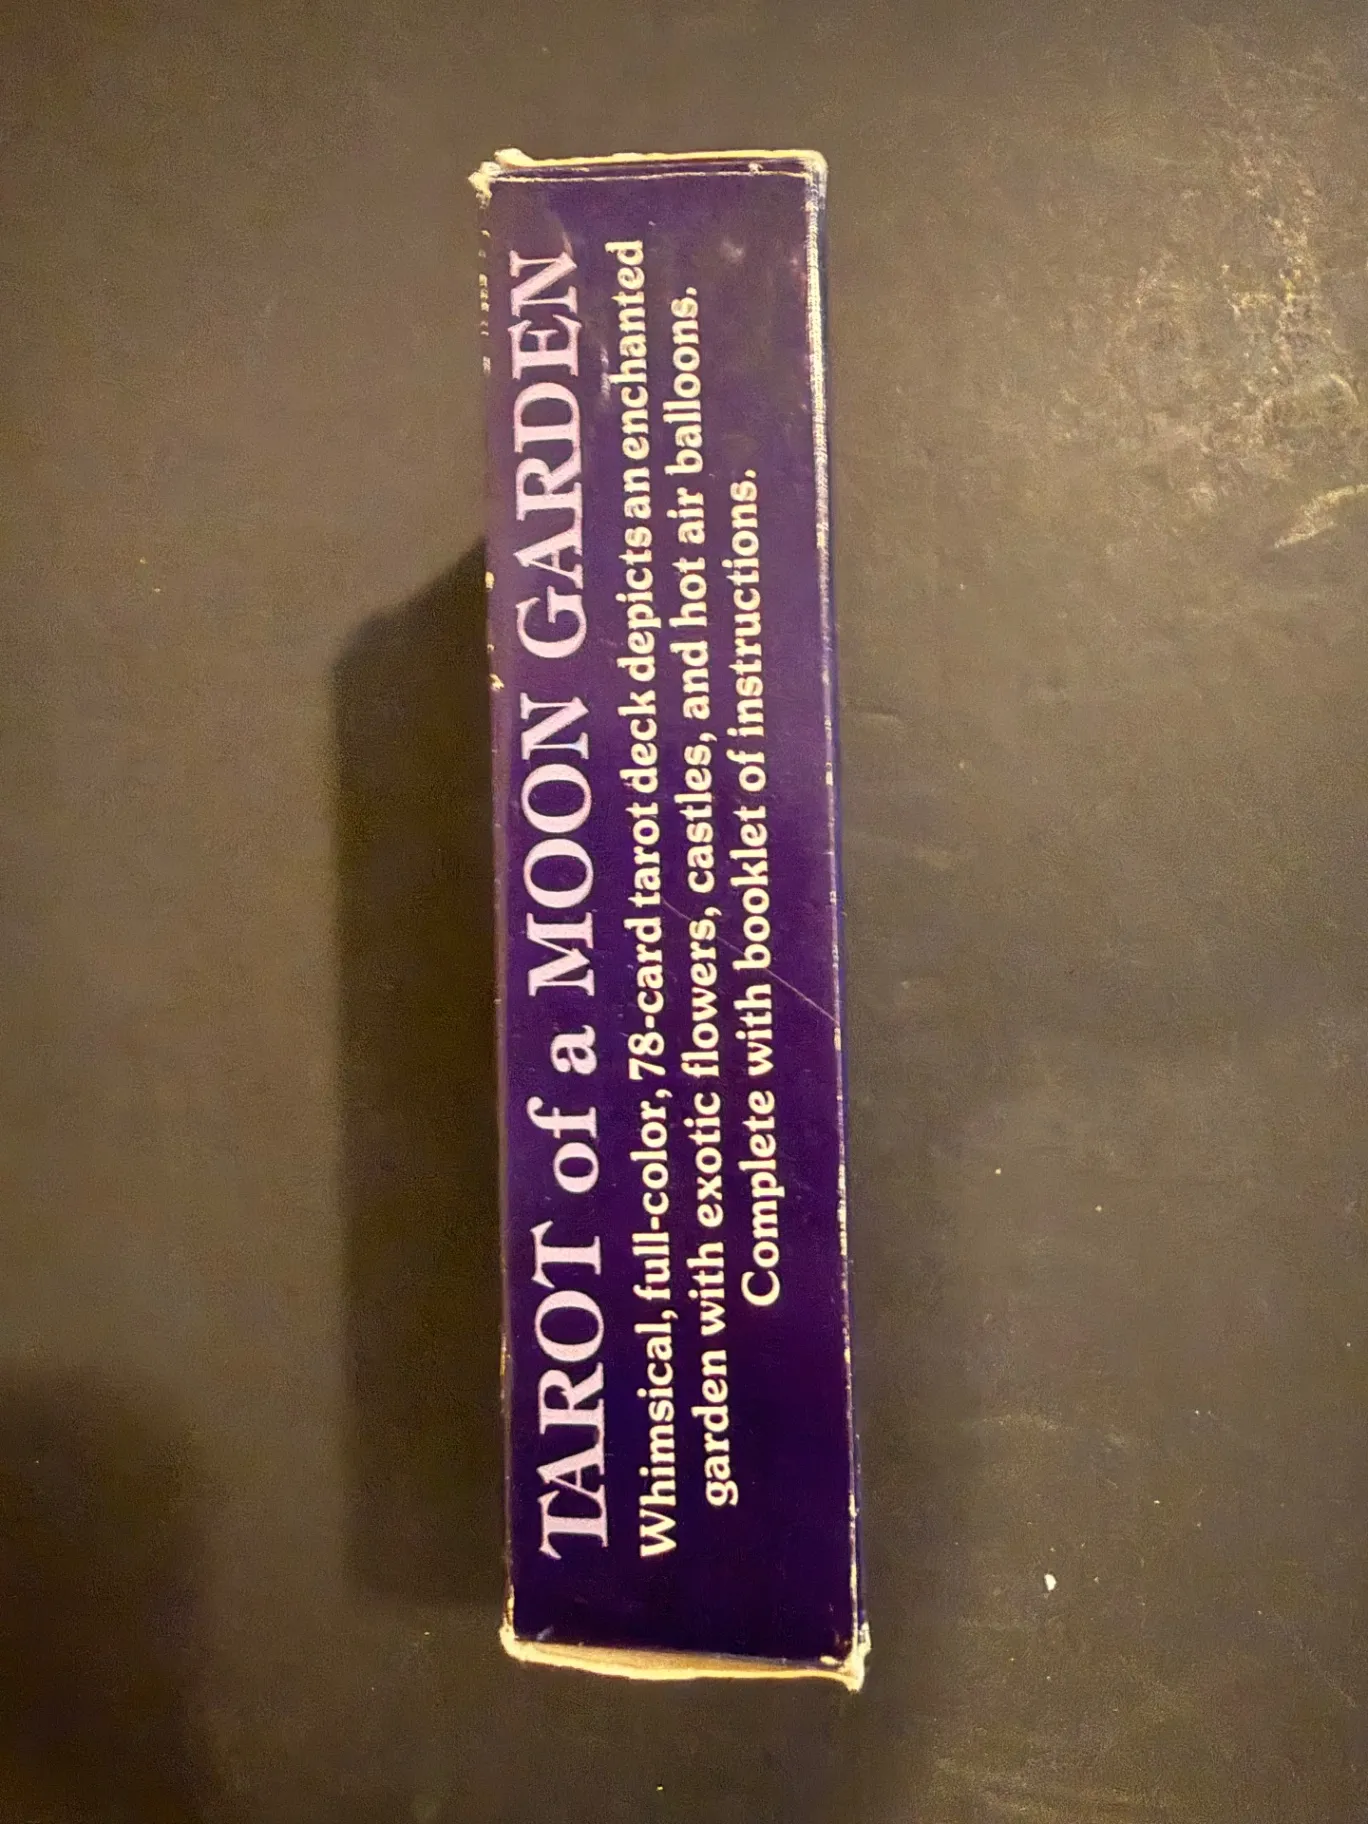 TAROT of a MOON GARDEN
Whimsical, full-color, 78-card tarot deck depicts an enchanted
garden with exotic flowers, castles, and hot air balloons.
Complete with booklet of instructions.